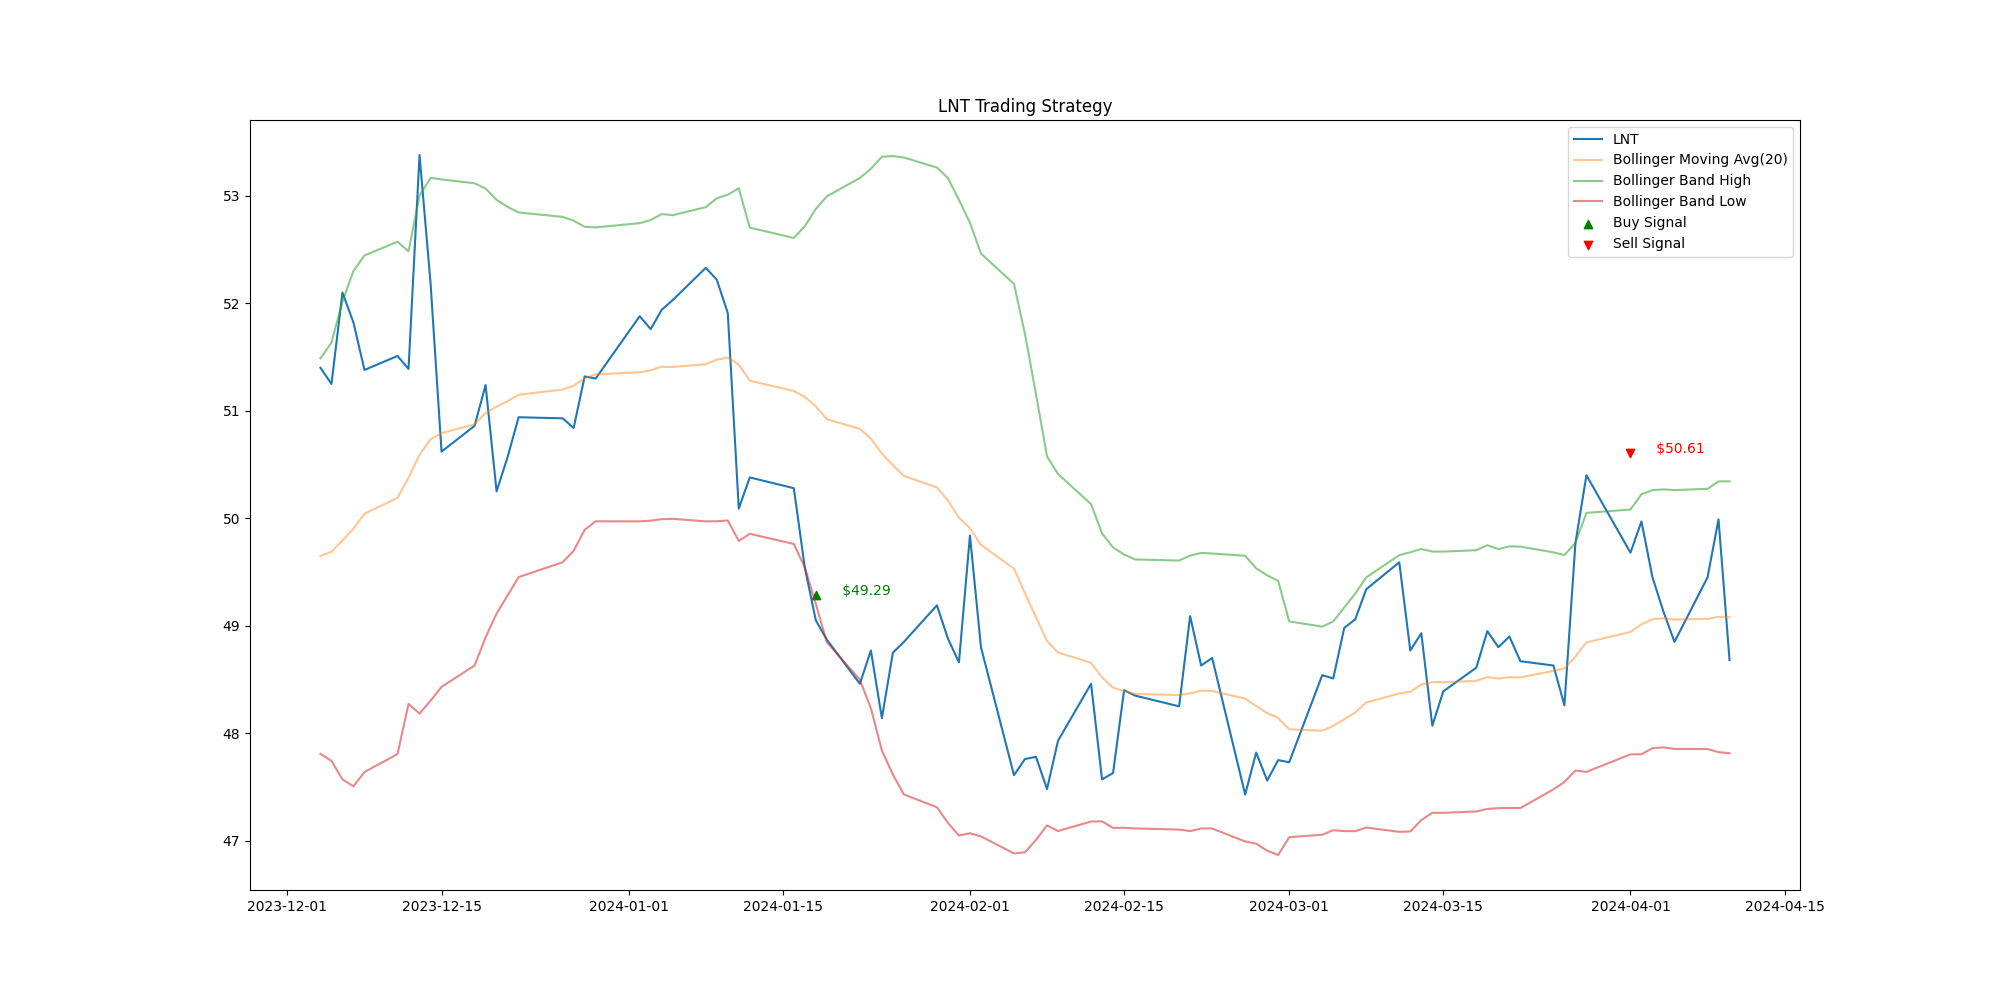 LNT Trading Strategy
LNT
Bollinger Moving Avg(20)
Bollinger Band High
Bollinger Band Low
Buy Signal
Sell Signal
53
52
51
50
49
48
47
$50.61
$49.29
2023-12-01
2023-12-15
2024-01-01
2024-01-15
2024-02-01
2024-02-15
2024-03-01
2024-03-15
2024-04-01
2024-04-15